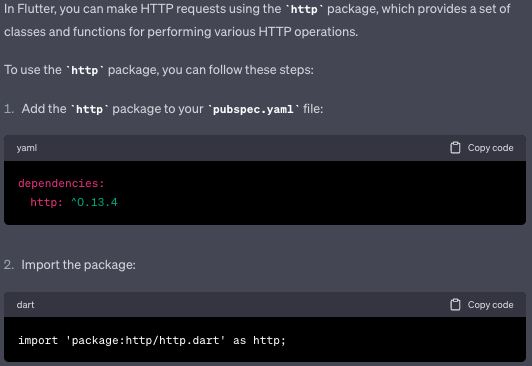 In Flutter, you can make HTTP requests using the `http` package, which provides a set of
classes and functions for performing various HTTP operations.
To use the `http` package, you can follow these steps:
1. Add the `http` package to your `pubspec.yaml` file:
yaml Copy code
dependencies:
  http: ^0.13.4
2. Import the package:
dart Copy code
import 'package:http/http.dart' as http;